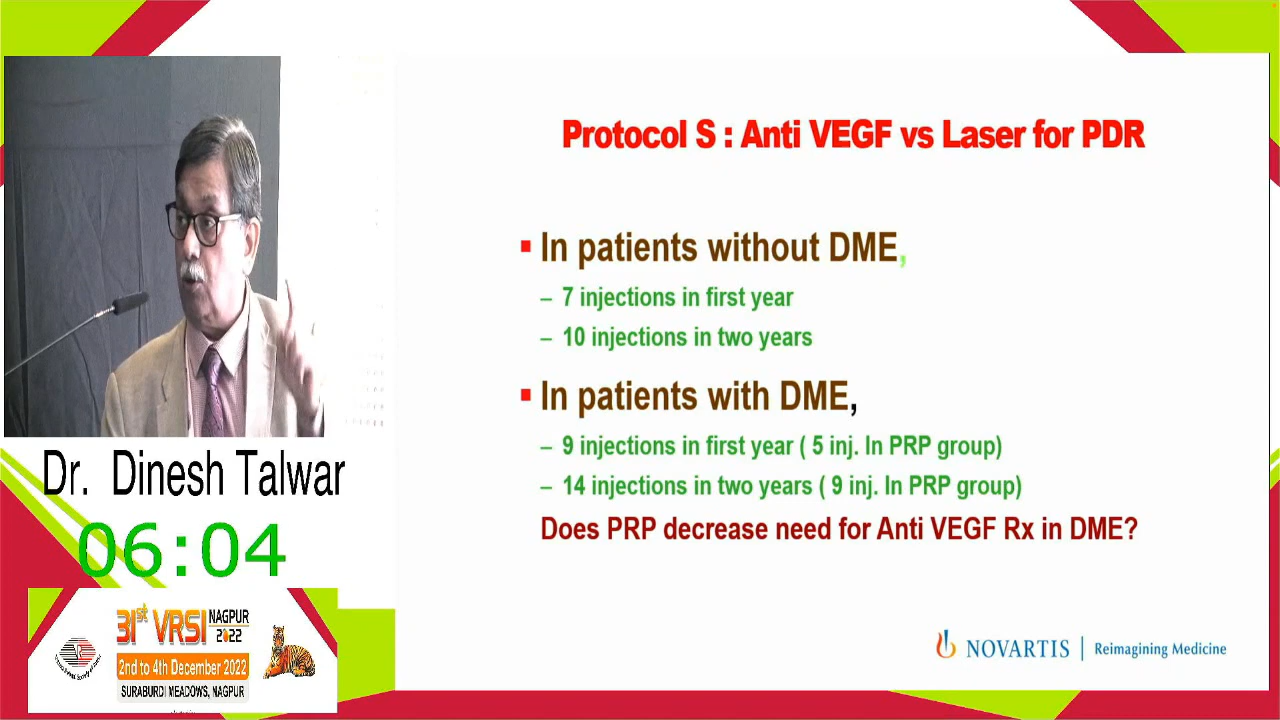 Protocol S : Anti VEGF vs Laser for PDR
▪ In patients without DME,
– 7 injections in first year
– 10 injections in two years
▪ In patients with DME,
– 9 injections in first year ( 5 inj. In PRP group)
– 14 injections in two years ( 9 inj. In PRP group)
Does PRP decrease need for Anti VEGF Rx in DME?
NOVARTIS | Reimagining Medicine
Dr. Dinesh Talwar
06:04
31st VRSI NAGPUR
2022
2nd to 4th December 2022
SURABURDI MEADOWS, NAGPUR